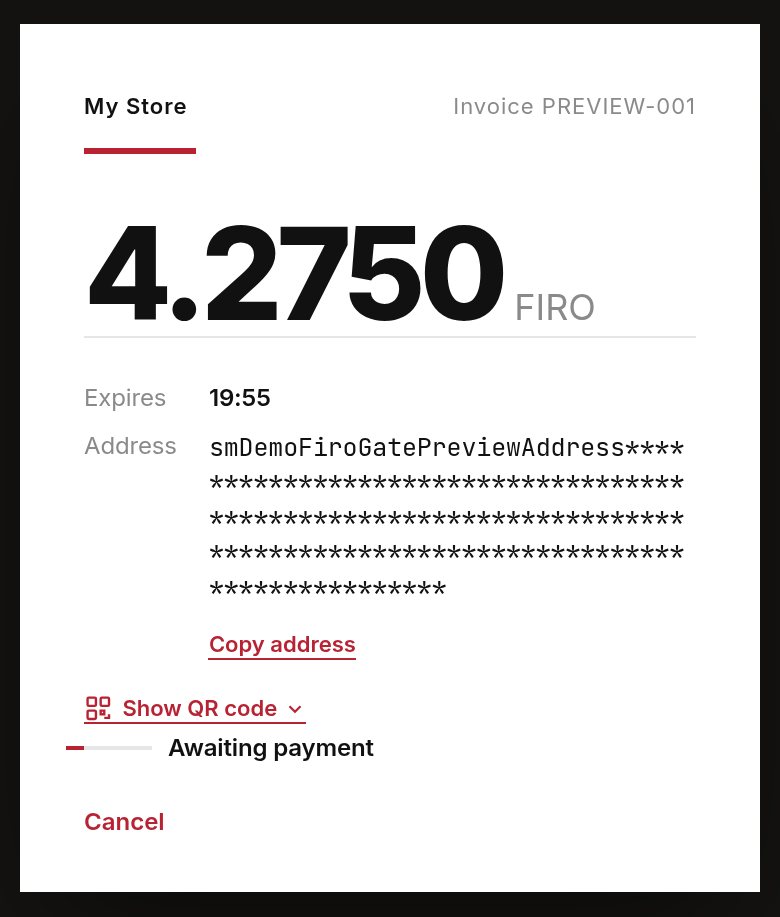 My Store
Invoice PREVIEW-001
4.2750 FIRO
Expires 19:55
Address smDemoFiroGatePreviewAddress****
********************************
********************************
********************************
****************
Copy address
Show QR code
Awaiting payment
Cancel